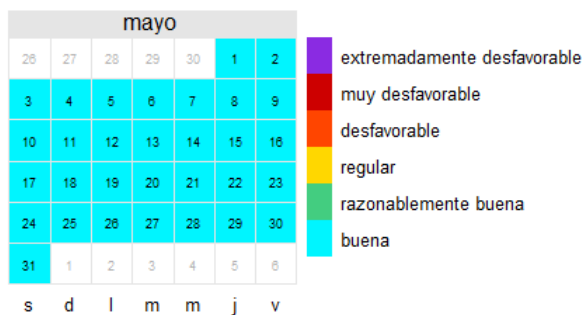 mayo
26 27 28 29 30 1 2
3 4 5 6 7 8 9
10 11 12 13 14 15 16
17 18 19 20 21 22 23
24 25 26 27 28 29 30
31 1 2 3 4 5 6
s d l m m j v
extremadamente desfavorable
muy desfavorable
desfavorable
regular
razonablemente buena
buena